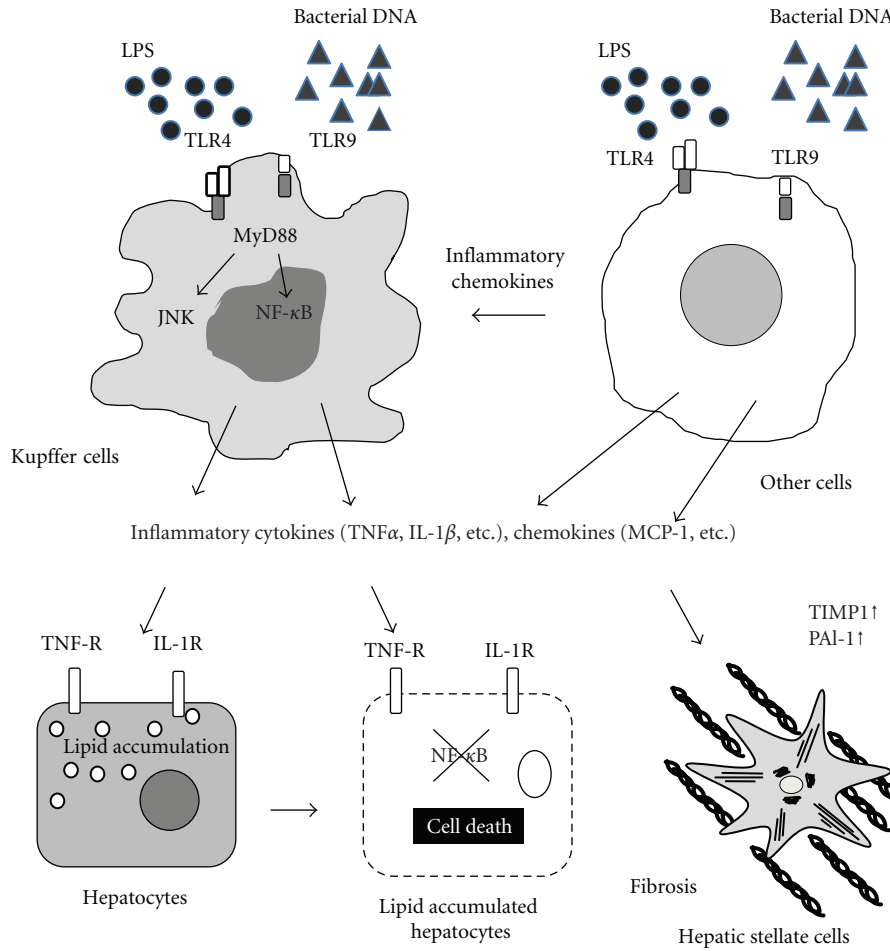 Bacterial DNA
LPS
TLR4
TLR9
MyD88
JNK
NF-κB
Kupffer cells
Inflammatory
chemokines
Bacterial DNA
LPS
TLR4
TLR9
Other cells
Inflammatory cytokines (TNFα, IL-1β, etc.), chemokines (MCP-1, etc.)
TNF-R
IL-1R
Lipid accumulation
Hepatocytes
TNF-R
IL-1R
NF-κB
Cell death
Lipid accumulated
hepatocytes
TIMP1↑
PAl-1↑
Fibrosis
Hepatic stellate cells